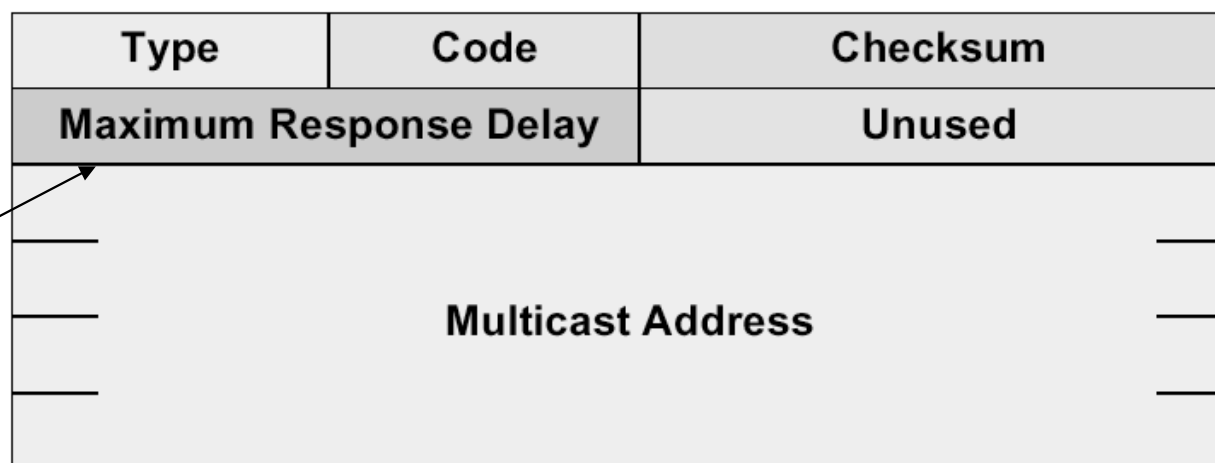 Type Code Checksum
Maximum Response Delay Unused
Multicast Address